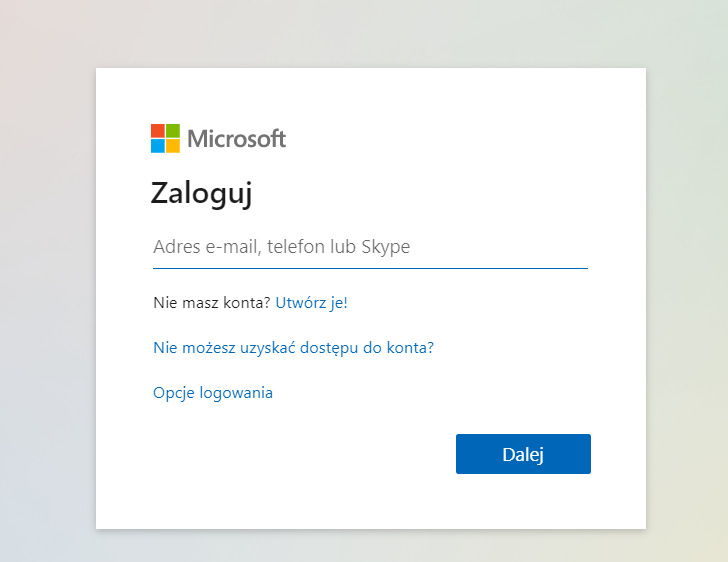 Microsoft
Zaloguj
Adres e-mail, telefon lub Skype
Nie masz konta? Utwórz je!
Nie możesz uzyskać dostępu do konta?
Opcje logowania
Dalej